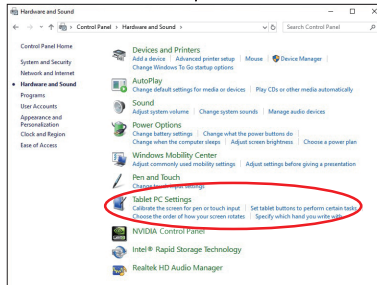 Hardware and Sound
Control Panel > Hardware and Sound >
Search Control Panel
Control Panel Home
System and Security
Network and Internet
Hardware and Sound
Programs
User Accounts
Appearance and
Personalization
Clock and Region
Ease of Access
Devices and Printers
Add a device | Advanced printer setup | Mouse | Device Manager
Change Windows To Go startup options
AutoPlay
Change default settings for media or devices | Play CDs or other media automatically
Sound
Adjust system volume | Change system sounds | Manage audio devices
Power Options
Change battery settings | Change what the power buttons do
Change when the computer sleeps | Adjust screen brightness | Choose a power plan
Windows Mobility Center
Adjust commonly used mobility settings | Adjust settings before giving a presentation
Pen and Touch
Change touch input settings
Tablet PC Settings
Calibrate the screen for pen or touch input | Set tablet buttons to perform certain tasks
Choose the order of how your screen rotates | Specify which hand you write with
NVIDIA Control Panel
Intel® Rapid Storage Technology
Realtek HD Audio Manager